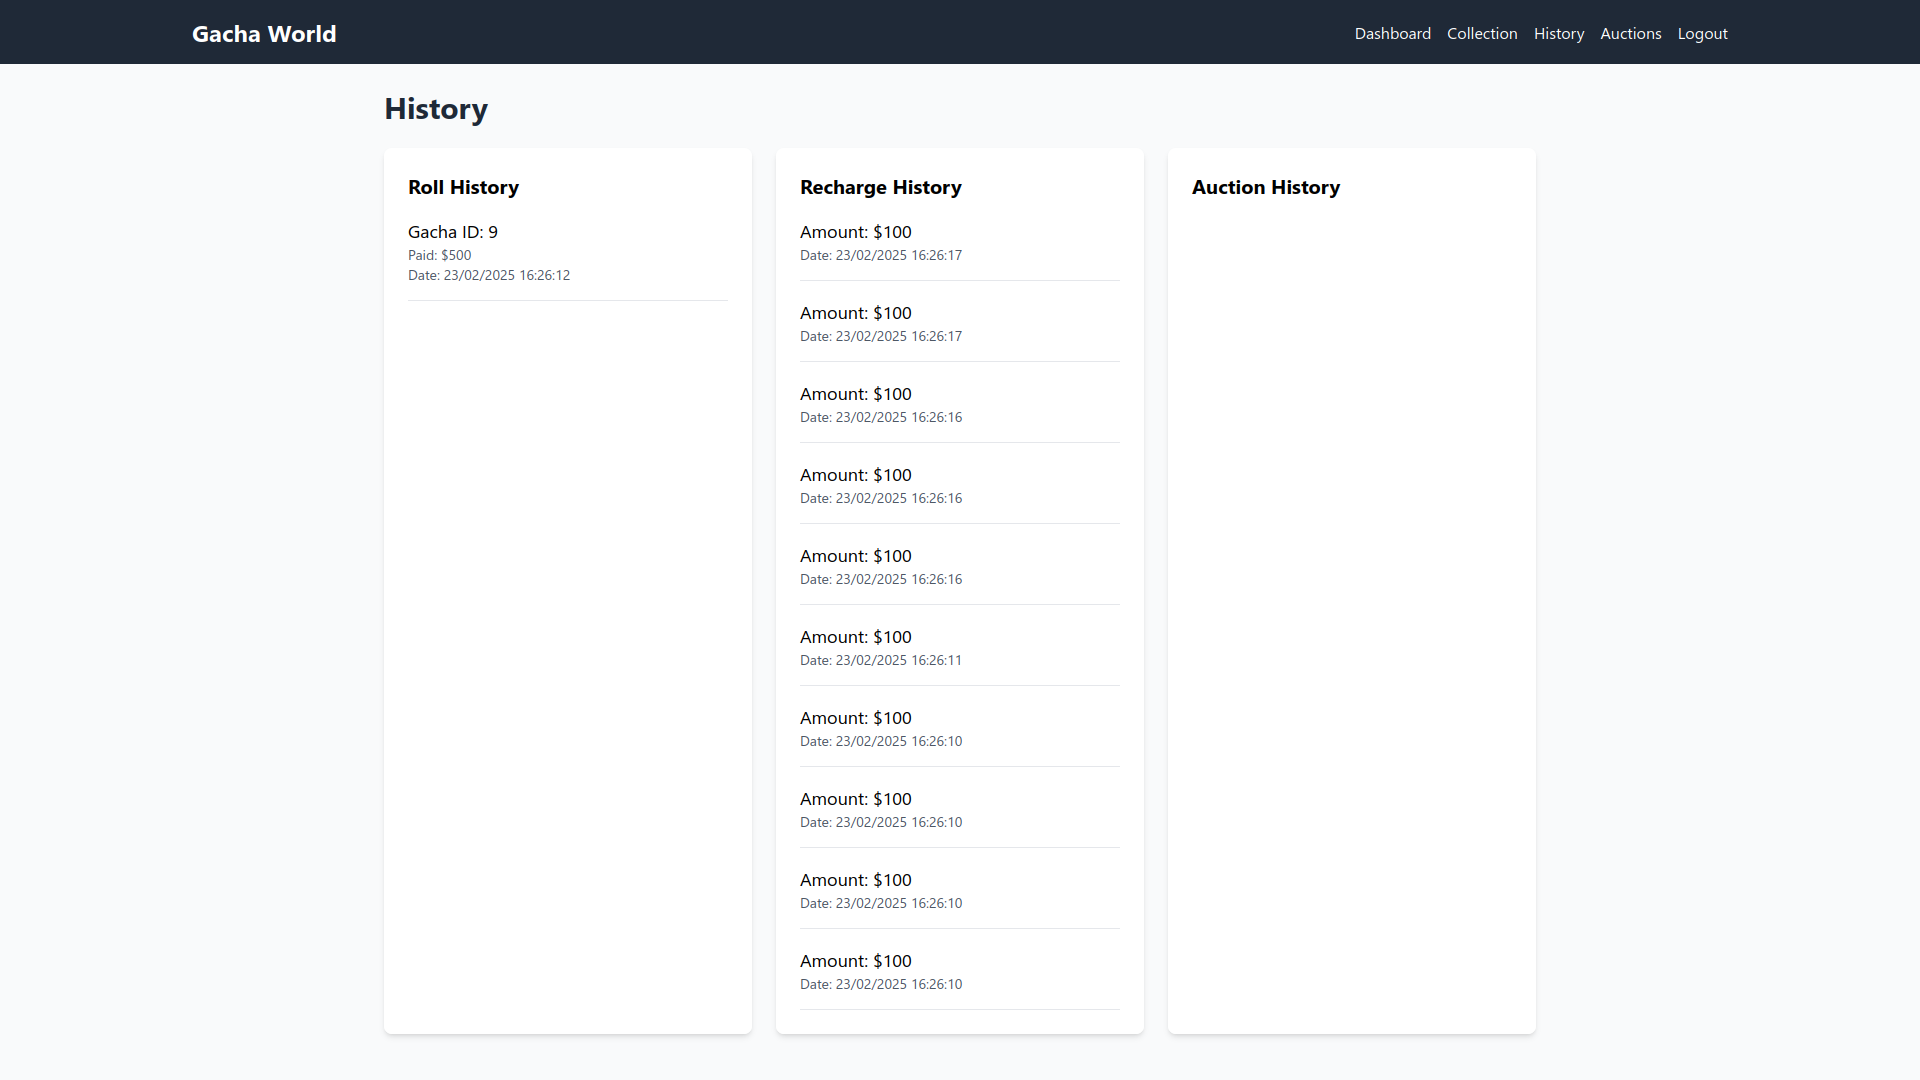 Gacha World
Dashboard Collection History Auctions Logout
History
Roll History
Gacha ID: 9
Paid: $500
Date: 23/02/2025 16:26:12
Recharge History
Amount: $100
Date: 23/02/2025 16:26:17
Amount: $100
Date: 23/02/2025 16:26:17
Amount: $100
Date: 23/02/2025 16:26:16
Amount: $100
Date: 23/02/2025 16:26:16
Amount: $100
Date: 23/02/2025 16:26:16
Amount: $100
Date: 23/02/2025 16:26:11
Amount: $100
Date: 23/02/2025 16:26:10
Amount: $100
Date: 23/02/2025 16:26:10
Amount: $100
Date: 23/02/2025 16:26:10
Amount: $100
Date: 23/02/2025 16:26:10
Auction History